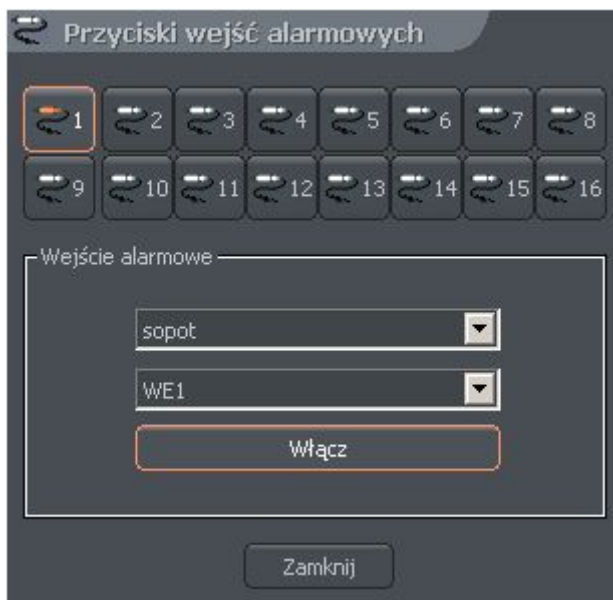 Przyciski wejść alarmowych
1 2 3 4 5 6 7 8
9 10 11 12 13 14 15 16
Wejście alarmowe
sopot
WE1
Włącz
Zamknij